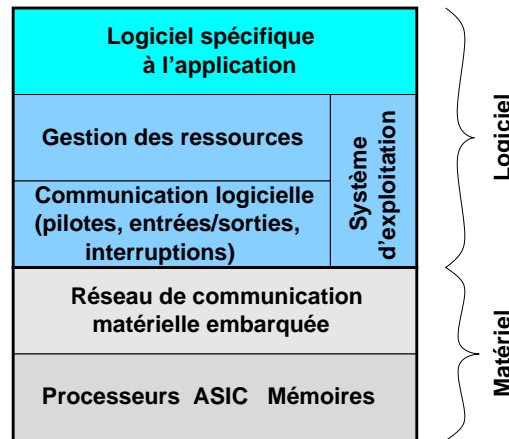 Logiciel spécifique
à l'application
Gestion des ressources
Communication logicielle
(pilotes, entrées/sorties,
interruptions)
Système
d'exploitation
Réseau de communication
matérielle embarquée
Processeurs ASIC Mémoires
Logiciel
Matériel